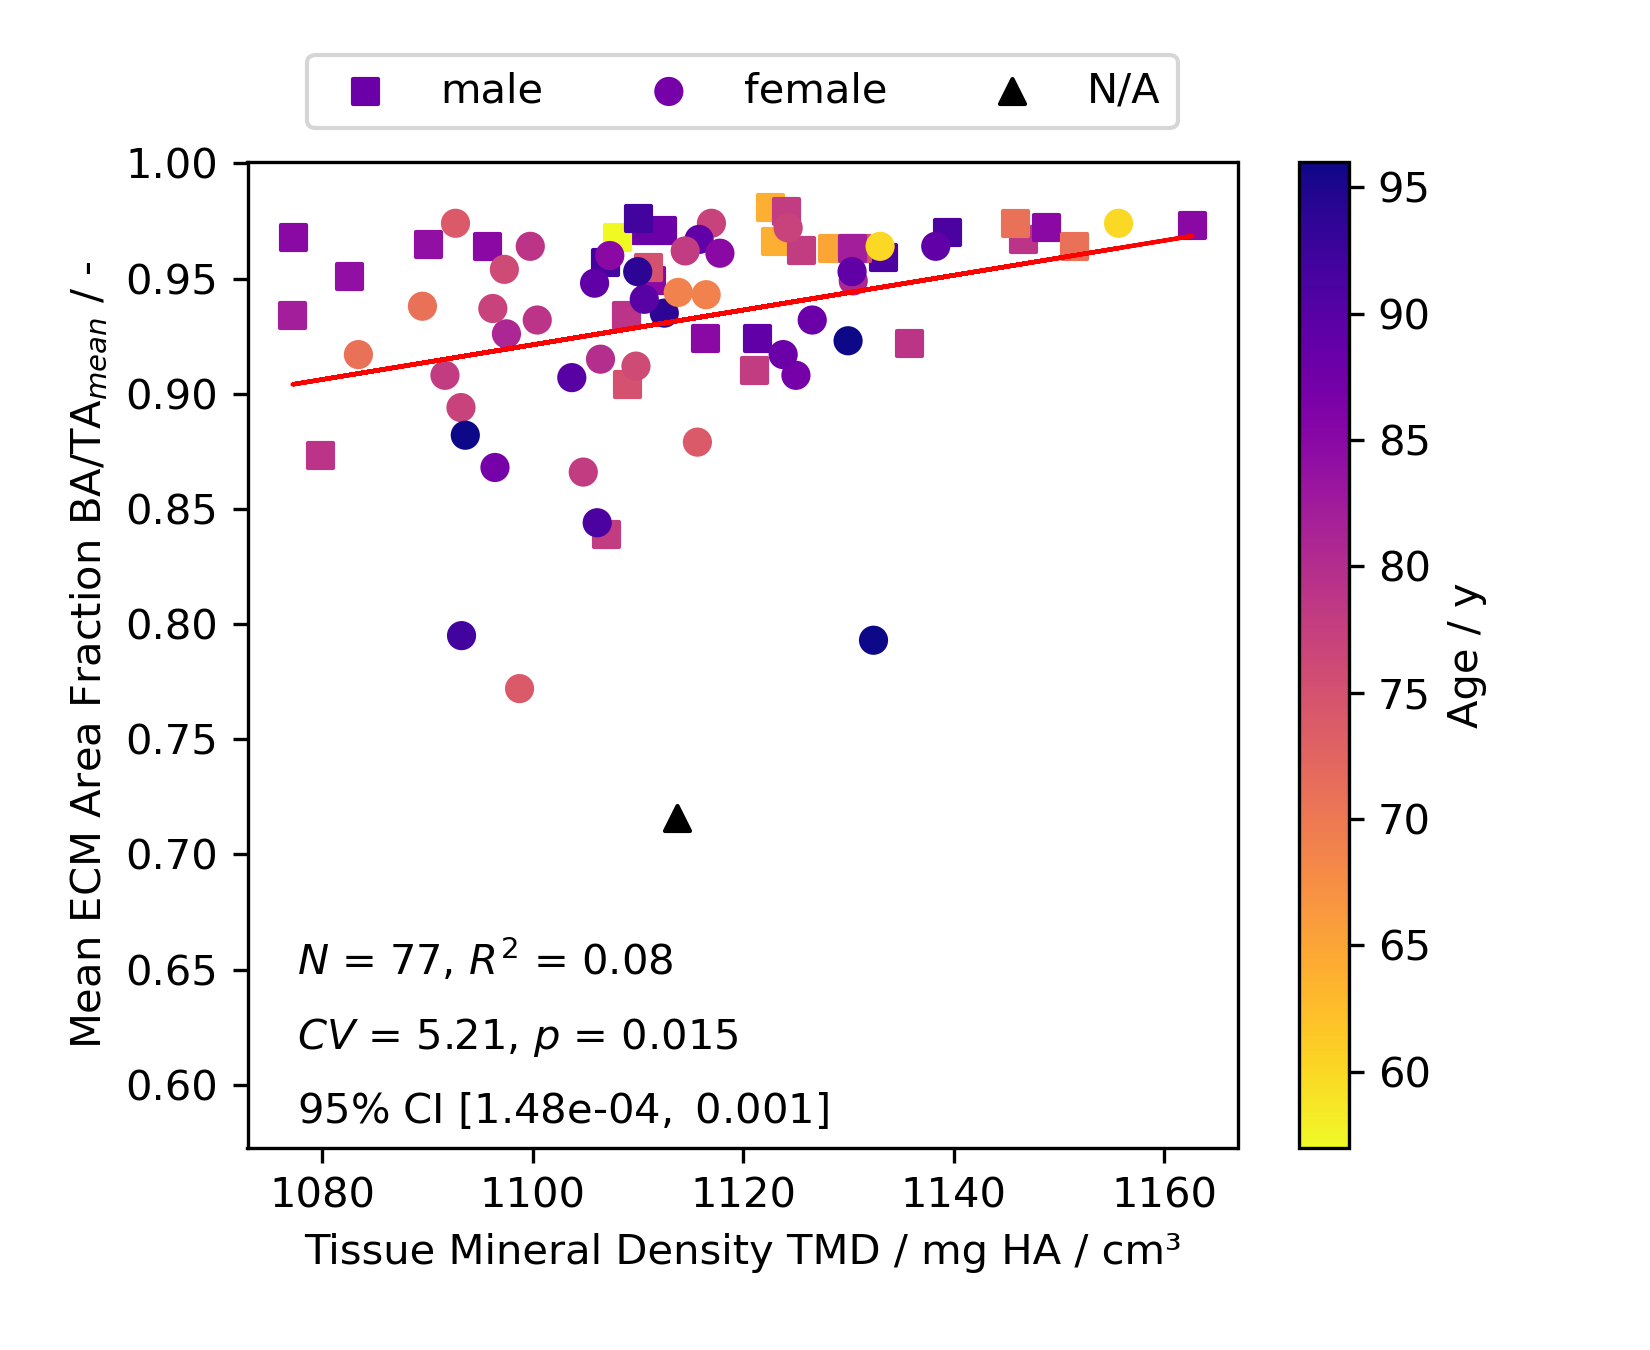 male female N/A
1.00
0.95
0.90
0.85
0.80
0.75
0.70
0.65
0.60
Mean ECM Area Fraction BA/TAmean / -
N = 77, R² = 0.08
CV = 5.21, p = 0.015
95% CI [1.48e-04, 0.001]
1080 1100 1120 1140 1160
Tissue Mineral Density TMD / mg HA / cm³
95
90
85
80
75
70
65
60
Age / y